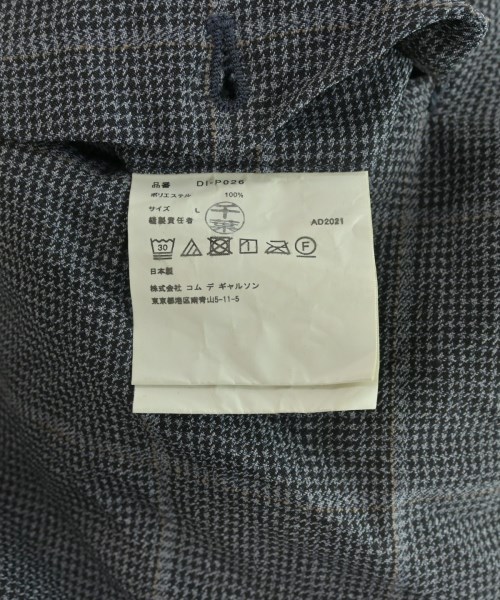 品番 DI-P026
ポリエステル 100%
サイズ L
縫製責任者 千葉 AD2021
30 F
日本製
株式会社 コム デ ギャルソン
東京都港区南青山5-11-5